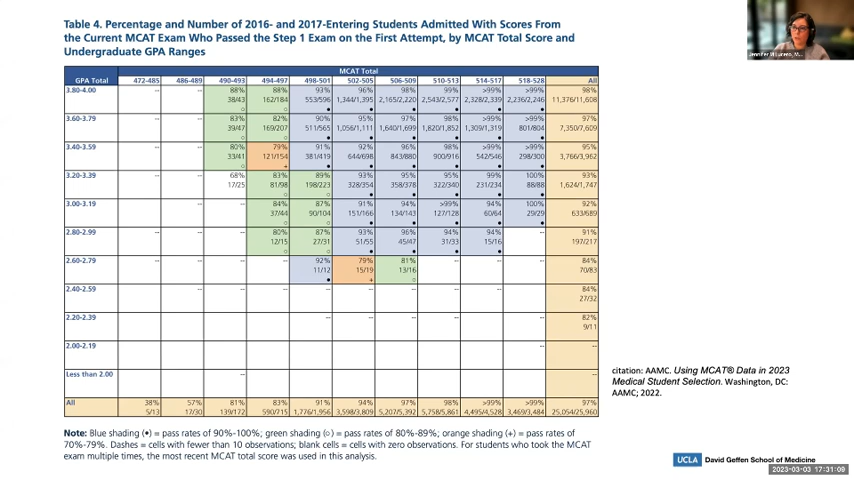 Table 4. Percentage and Number of 2016- and 2017-Entering Students Admitted With Scores From
the Current MCAT Exam Who Passed the Step 1 Exam on the First Attempt, by MCAT Total Score and
Undergraduate GPA Ranges
MCAT Total
GPA Total 472-485 486-489 490-493 494-497 498-501 502-505 506-509 510-513 514-517 518-528 All
3.80-4.00 -- -- 88% 88% 93% 96% 98% 99% >99% >99% 98%
38/43 162/184 553/596 1,344/1,395 2,165/2,220 2,543/2,577 2,328/2,339 2,236/2,246 11,376/11,608
○ ○ ● ● ● ● ● ●
3.60-3.79 -- -- 83% 82% 90% 95% 97% 98% >99% >99% 97%
39/47 169/207 511/565 1,056/1,111 1,640/1,699 1,820/1,852 1,309/1,319 801/804 7,350/7,609
○ ○ ● ● ● ● ● ●
3.40-3.59 -- -- 80% 79% 91% 92% 96% 98% >99% >99% 95%
33/41 121/154 381/419 644/698 843/880 900/916 542/546 298/300 3,766/3,962
○ + ● ● ● ● ● ●
3.20-3.39 -- -- 68% 83% 89% 93% 95% 95% 99% 100% 93%
17/25 81/98 198/223 328/354 358/378 322/340 231/234 88/88 1,624/1,747
○ ○ ● ● ● ● ●
3.00-3.19 -- -- 84% 87% 91% 94% >99% 94% 100% 92%
37/44 90/104 151/166 134/143 127/128 60/64 29/29 633/689
○ ○ ● ● ● ● ●
2.80-2.99 -- -- -- 80% 87% 93% 96% 94% 94% -- 91%
12/15 27/31 51/55 45/47 31/33 15/16 197/217
○ ○ ● ● ● ●
2.60-2.79 -- -- -- 92% 79% 81% -- -- -- 84%
11/12 15/19 13/16 70/83
● + ○
2.40-2.59 -- -- -- -- -- -- -- -- 84%
27/32
2.20-2.39 -- -- -- -- -- 82%
9/11
2.00-2.19 -- --
Less than 2.00 -- --
All 38% 57% 81% 83% 91% 94% 97% 98% >99% >99% 97%
5/13 17/30 139/172 590/715 1,776/1,956 3,598/3,809 5,207/5,392 5,758/5,861 4,495/4,528 3,469/3,484 25,054/25,960
Note: Blue shading (●) = pass rates of 90%-100%; green shading (○) = pass rates of 80%-89%; orange shading (+) = pass rates of
70%-79%. Dashes = cells with fewer than 10 observations; blank cells = cells with zero observations. For students who took the MCAT
exam multiple times, the most recent MCAT total score was used in this analysis.
citation: AAMC. Using MCAT® Data in 2023
Medical Student Selection. Washington, DC:
AAMC; 2022.
UCLA David Geffen School of Medicine
2023-03-03 17:31:09